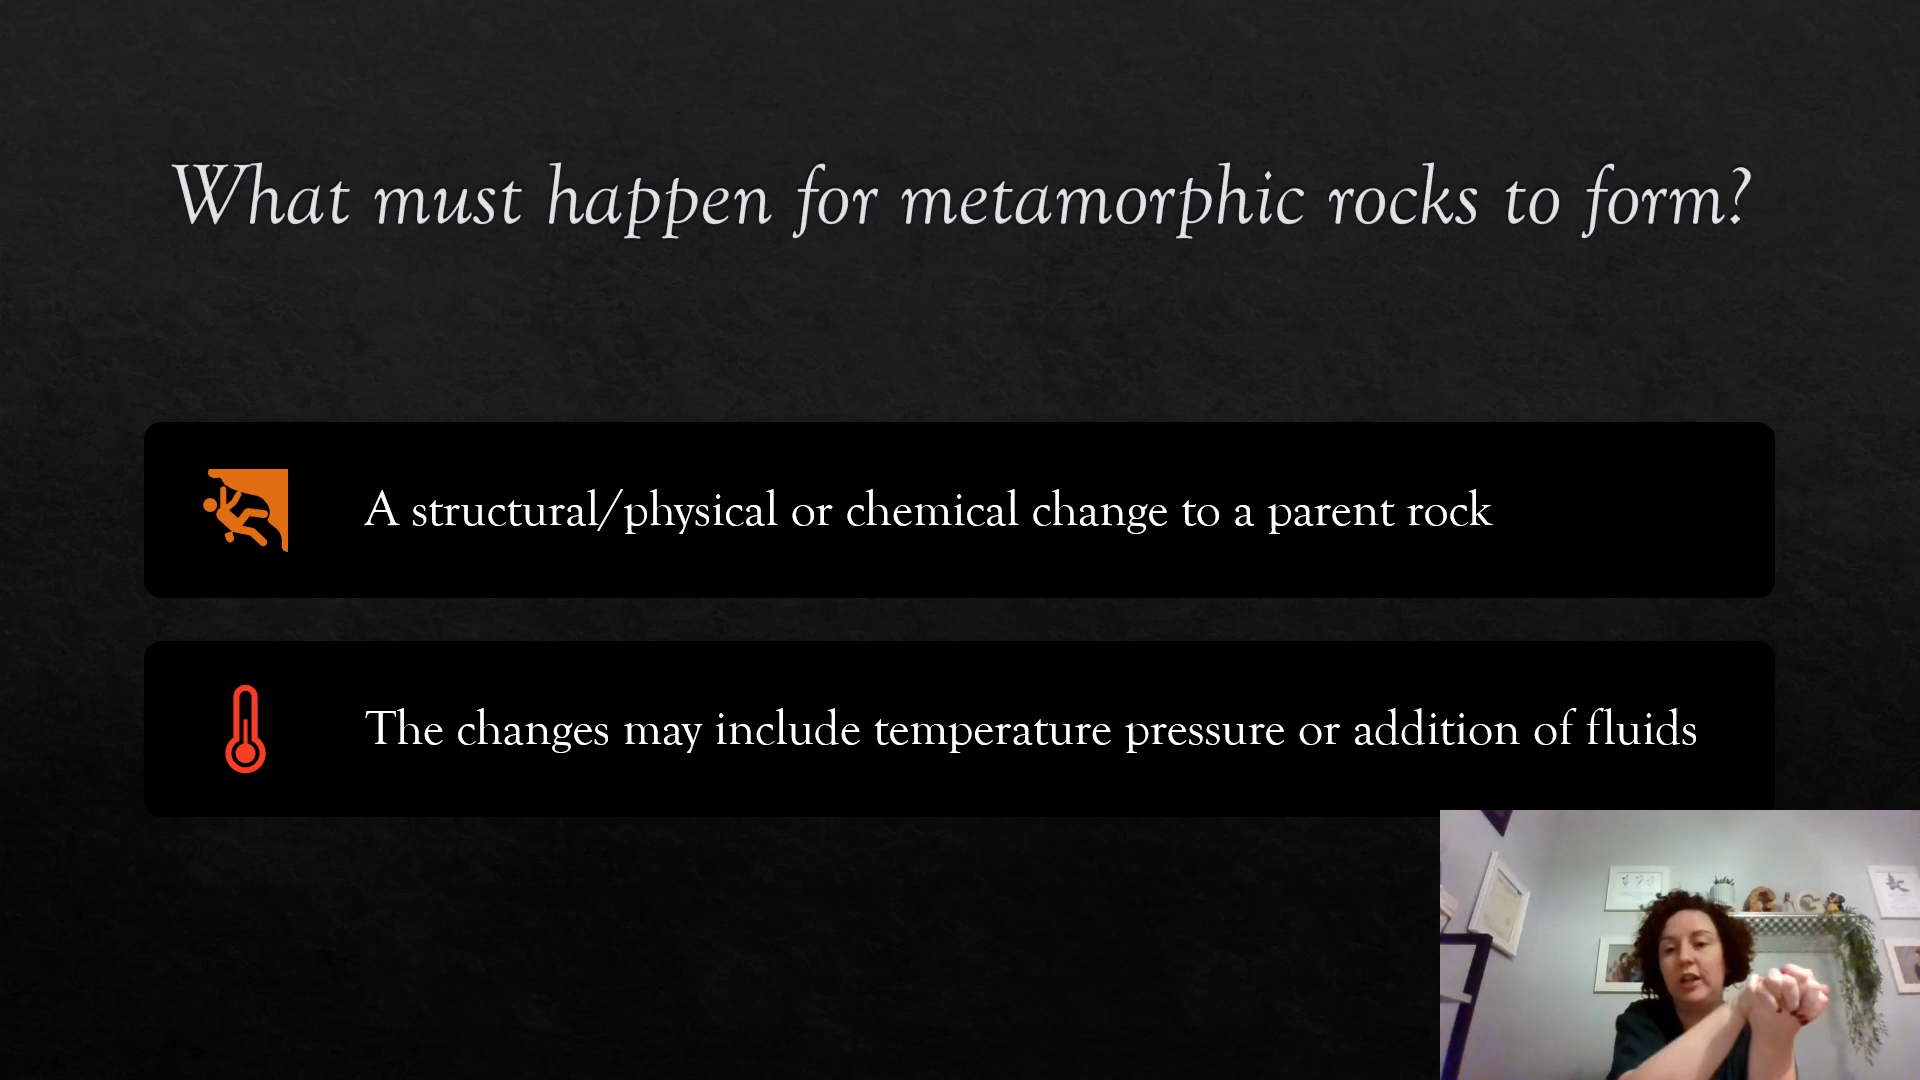 What must happen for metamorphic rocks to form?
A structural/physical or chemical change to a parent rock
The changes may include temperature pressure or addition of fluids